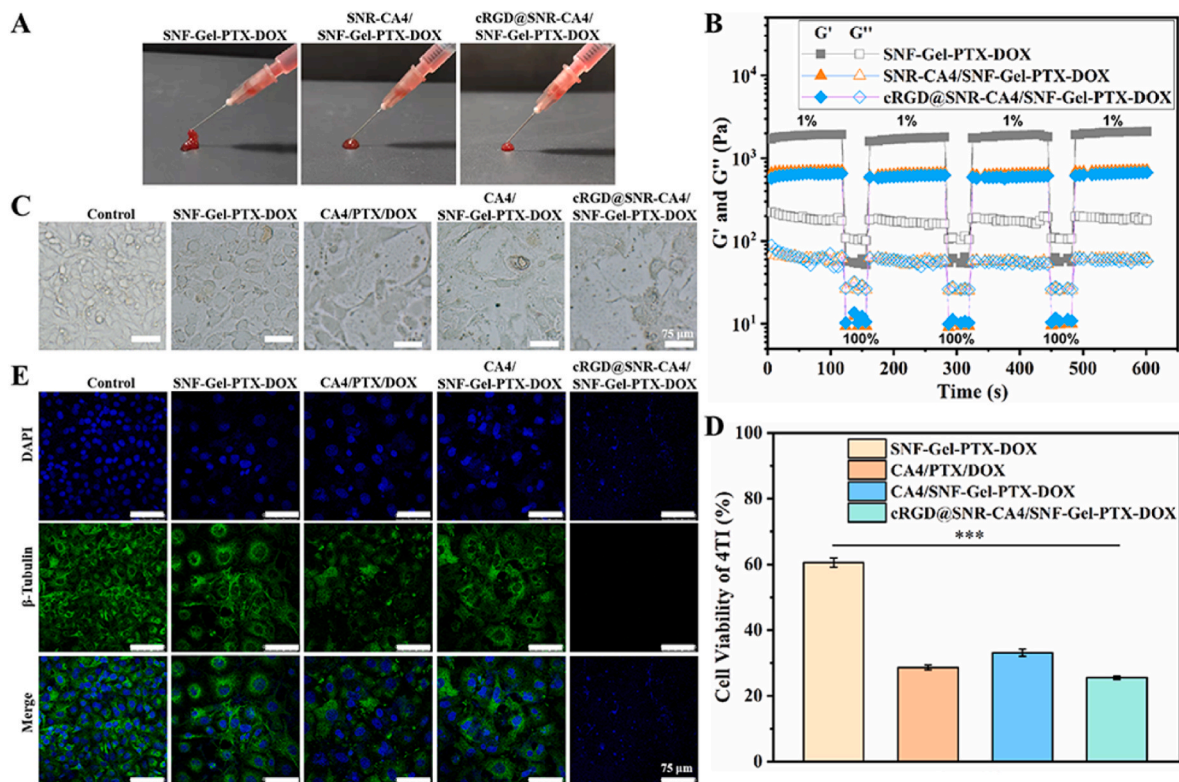 A
SNF-Gel-PTX-DOX
SNR-CA4/
SNF-Gel-PTX-DOX
cRGD@SNR-CA4/
SNF-Gel-PTX-DOX
B
G' and G'' (Pa)
10⁴
10³
10² 
10¹
G' G''
SNF-Gel-PTX-DOX
SNR-CA4/SNF-Gel-PTX-DOX
cRGD@SNR-CA4/SNF-Gel-PTX-DOX
1% 1% 1% 1%
100% 100% 100%
0 100 200 300 400 500 600
Time (s)
C
Control
SNF-Gel-PTX-DOX
CA4/PTX/DOX
CA4/
SNF-Gel-PTX-DOX
cRGD@SNR-CA4/
SNF-Gel-PTX-DOX
75 μm
D
Cell Viability of 4TI (%)
100
80
60
40
20
0
SNF-Gel-PTX-DOX
CA4/PTX/DOX
CA4/SNF-Gel-PTX-DOX
cRGD@SNR-CA4/SNF-Gel-PTX-DOX
***
E
Control
SNF-Gel-PTX-DOX
CA4/PTX/DOX
CA4/
SNF-Gel-PTX-DOX
cRGD@SNR-CA4/
SNF-Gel-PTX-DOX
DAPI
β-Tubulin
Merge
75 μm